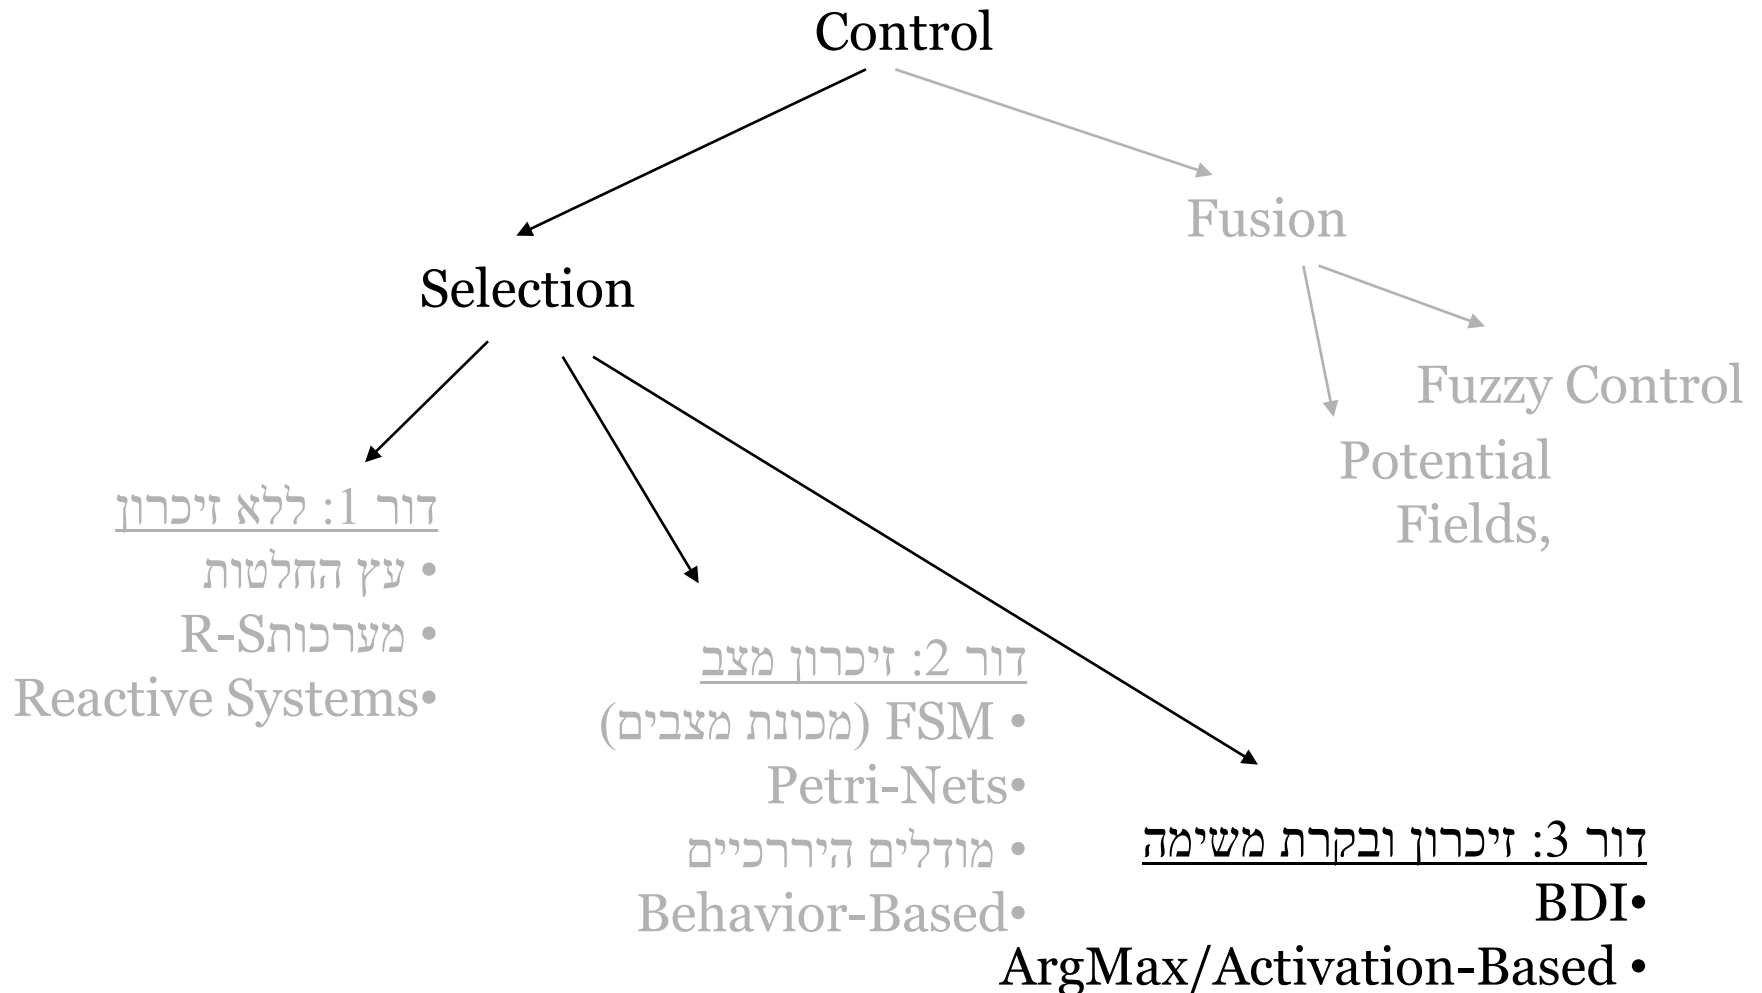 Control
Fusion
Selection
Fuzzy Control
Potential
Fields,
דור 1: ללא זיכרון
• עץ החלטות
• מערכותR-S
•Reactive Systems
דור 2: זיכרון מצב
• FSM (מכונת מצבים)
•Petri-Nets
• מודלים היררכיים
•Behavior-Based
דור 3: זיכרון ובקרת משימה
•BDI
• ArgMax/Activation-Based